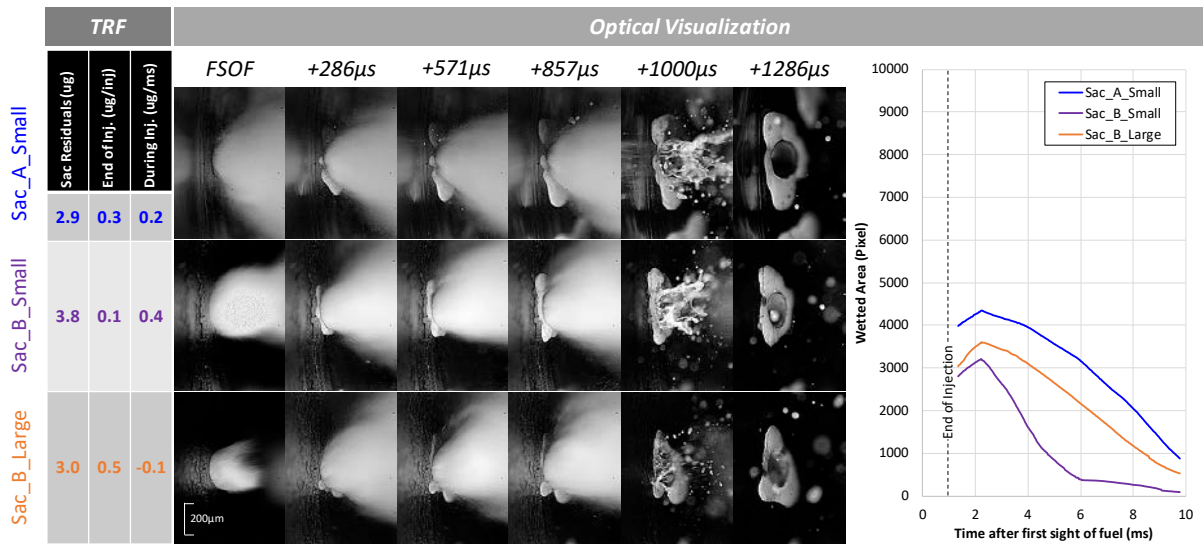 TRF
Optical Visualization
Sac Residuals (ug)
End of Inj. (ug/inj)
During Inj. (ug/ms)
FSOF
+286µs
+571µs
+857µs
+1000µs
+1286µs
Sac_A_Small
2.9 0.3 0.2
Sac_B_Small
3.8 0.1 0.4
Sac_B_Large
3.0 0.5 -0.1
200µm
Wetted Area (Pixel)
10000
9000
8000
7000
6000
5000
4000
3000
2000
1000
0
Sac_A_Small
Sac_B_Small
Sac_B_Large
End of Injection
0 2 4 6 8 10
Time after first sight of fuel (ms)